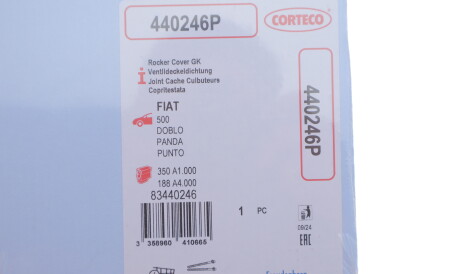 440246P
CORTECO
Rocker Cover GK
Ventildeckeldichtung
Joint Cache Culbuteurs
Copritestata
440246P
FIAT
500
DOBLO
PANDA
PUNTO
350 A1.000
188 A4.000
83440246
1 PC
3 358960 410665
08/24
EAC